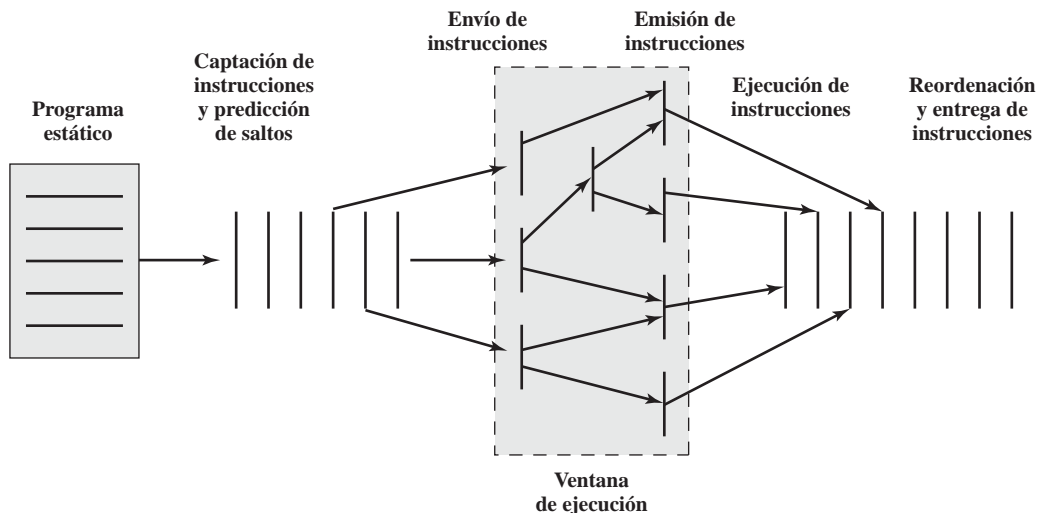 Programa
estático
Captación de
instrucciones
y predicción
de saltos
Envío de
instrucciones
Emisión de
instrucciones
Ejecución de
instrucciones
Reordenación
y entrega de
instrucciones
Ventana
de ejecución